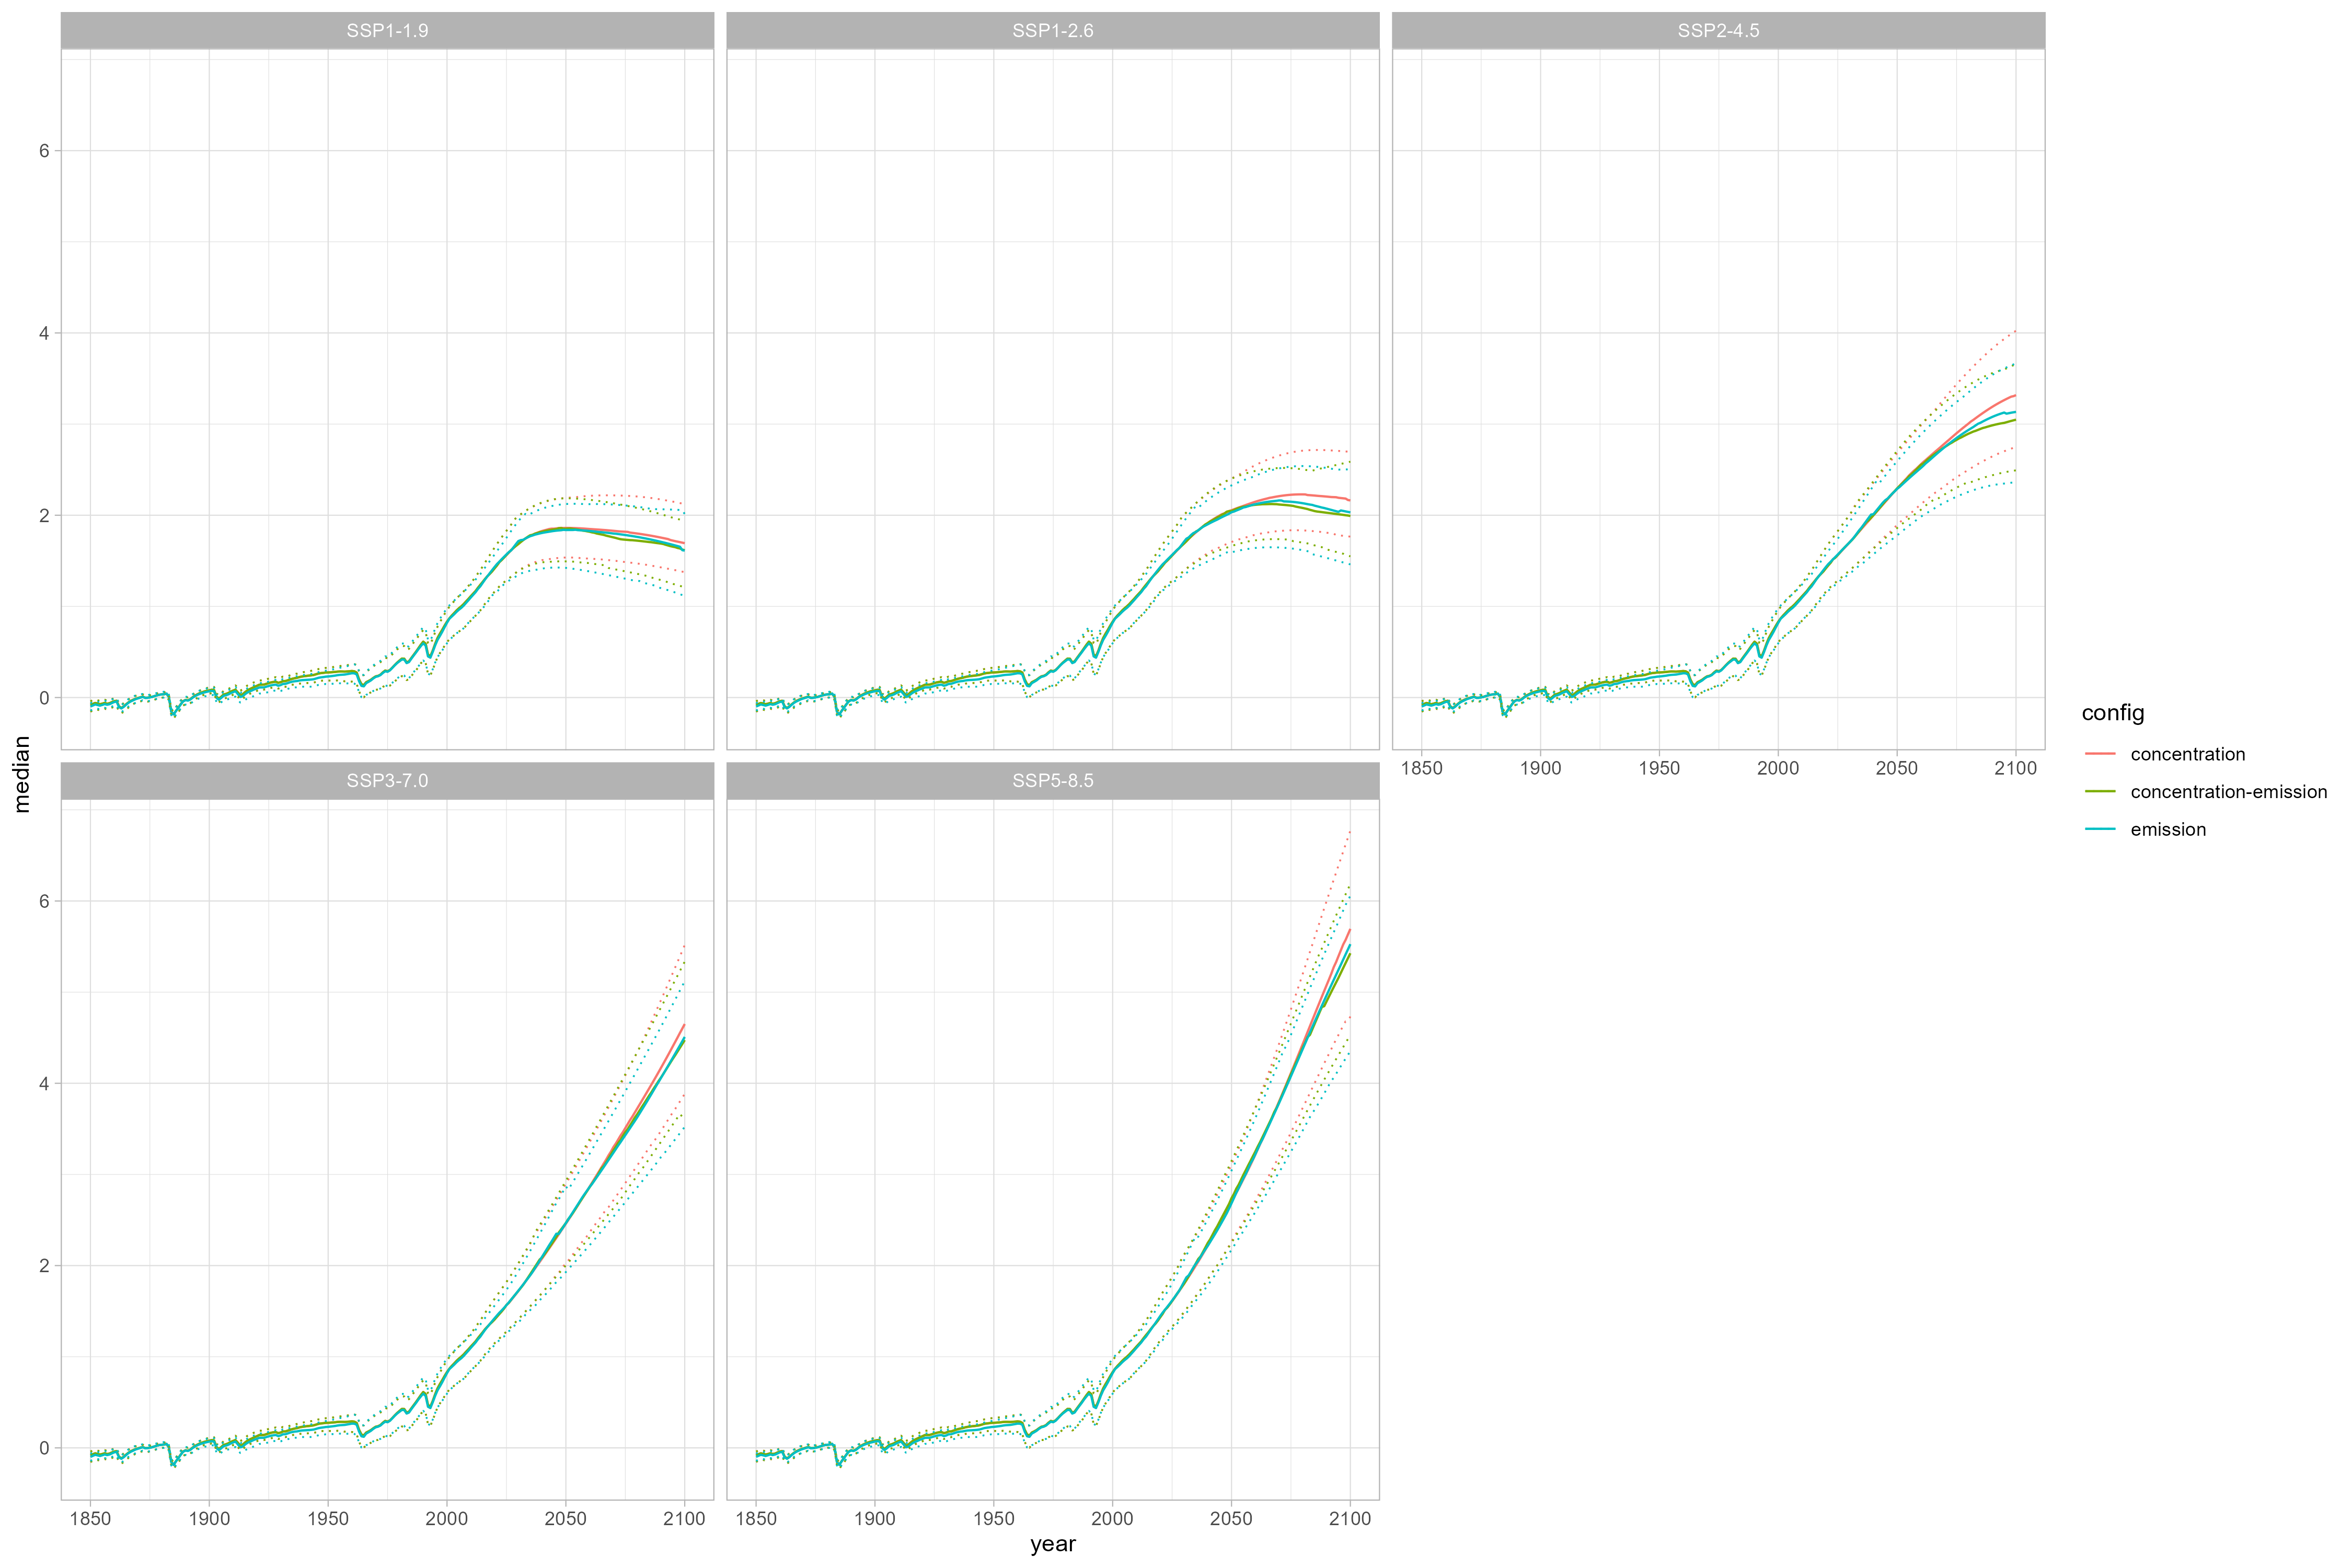 SSP1-1.9
SSP1-2.6
SSP2-4.5
6
4
2
0
1850 1900 1950 2000 2050 2100
median
SSP3-7.0
SSP5-8.5
6
4
2
0
1850 1900 1950 2000 2050 2100
1850 1900 1950 2000 2050 2100
year
config
concentration
concentration-emission
emission